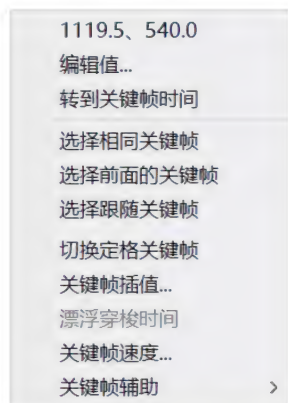 1119.5、540.0
编辑值...
转到关键帧时间
选择相同关键帧
选择前面的关键帧
选择跟随关键帧
切换定格关键帧
关键帧插值...
漂浮穿梭时间
关键帧速度...
关键帧辅助